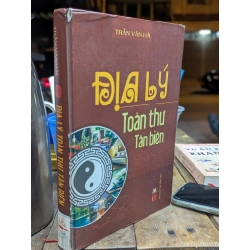 TRẦN VĂN HẢI
ĐỊA LÝ
Toàn thư
Tân biên
ĐỊA LÝ TOÀN THƯ TÂN BIÊN